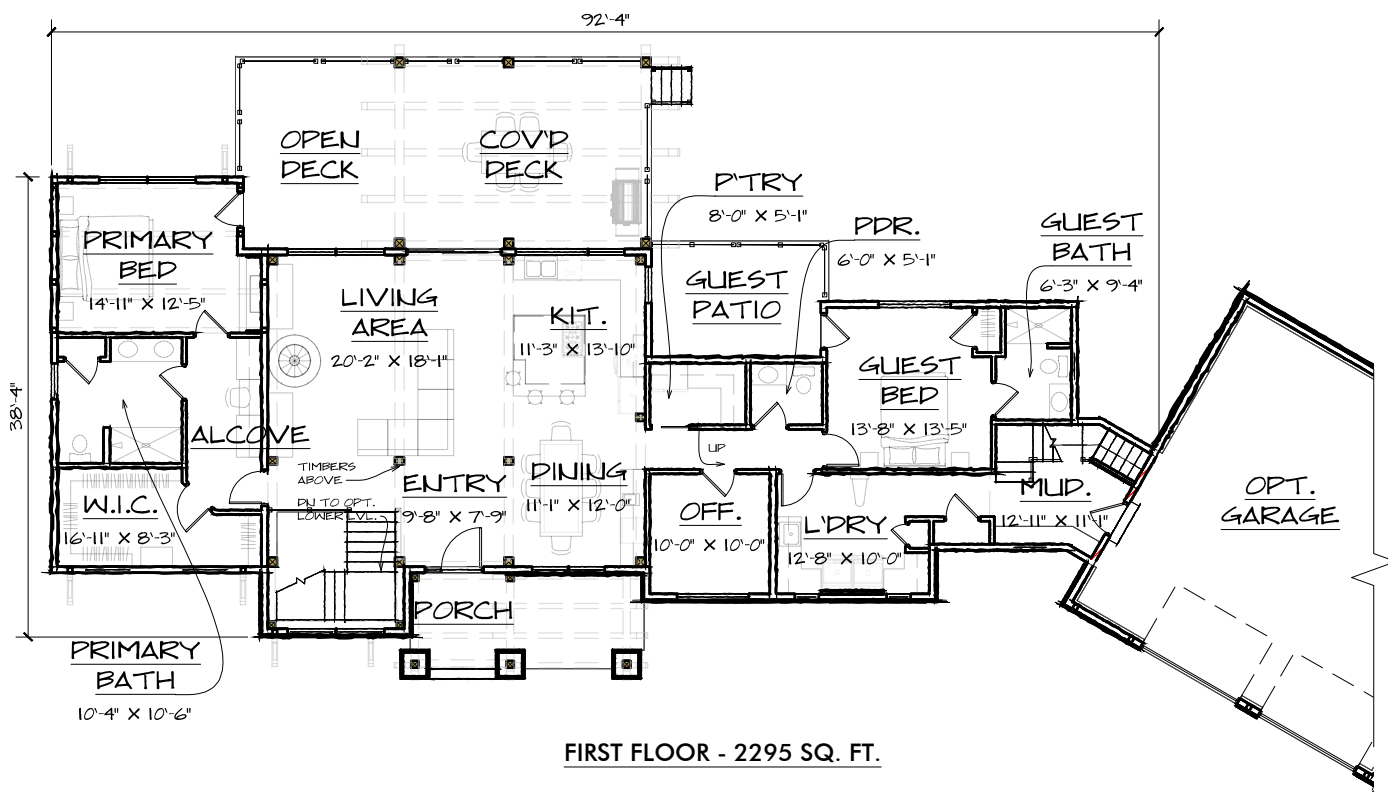 92'-4"
OPEN
DECK
COV'D
DECK
P'TRY
8'-0" X 5'-1"
PDR.
6'-0" X 5'-1"
GUEST
BATH
6'-3" X 9'-4"
PRIMARY
BED
14'-11" X 12'-5"
LIVING
AREA
20'-2" X 18'-1"
KIT.
11'-3" X 13'-10"
GUEST
PATIO
GUEST
BED
13'-8" X 13'-5"
38'-4"
ALCOVE
UP
TIMBERS
ABOVE
ENTRY
9'-8" X 7'-9"
DINING
11'-1" X 12'-0"
DN TO OPT.
LOWER LVL.
W.I.C.
16'-11" X 8'-3"
OFF.
10'-0" X 10'-0"
L'DRY
12'-8" X 10'-0"
MUD.
12'-11" X 11'-1"
OPT.
GARAGE
PORCH
PRIMARY
BATH
10'-4" X 10'-6"
FIRST FLOOR - 2295 SQ. FT.